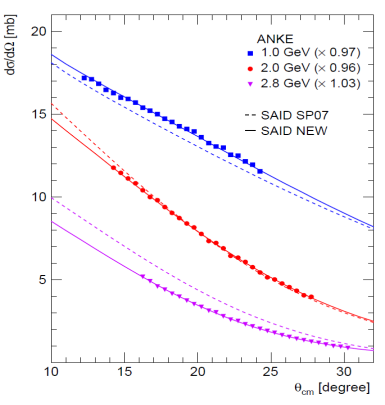 dσ/dΩ [mb]
20
15
10
5
ANKE
1.0 GeV (× 0.97)
2.0 GeV (× 0.96)
2.8 GeV (× 1.03)
SAID SP07
SAID NEW
10 15 20 25 30
θcm [degree]